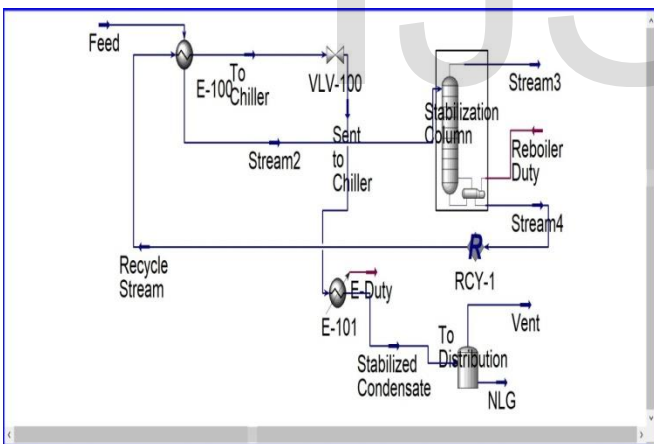 Feed
E-100
To
Chiller
VLV-100
Stream3
Stabilization
Column
Sent
to
Chiller
Stream2
Reboiler
Duty
Stream4
R
RCY-1
Recycle
Stream
E-Duty
E-101
Vent
To
Distribution
Stabilized
Condensate
NLG